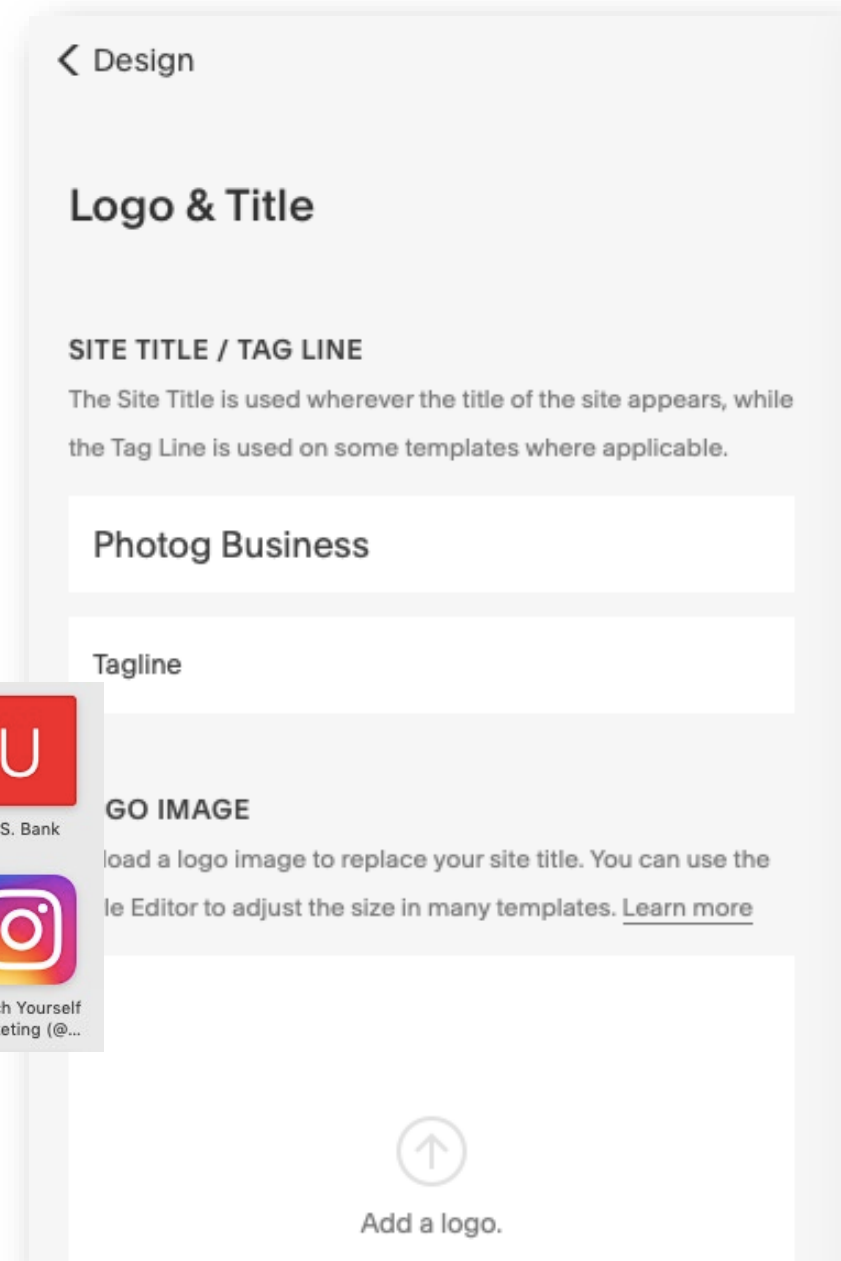 Design
Logo & Title
SITE TITLE / TAG LINE
The Site Title is used wherever the title of the site appears, while
the Tag Line is used on some templates where applicable.
Photog Business
Tagline
U
S. Bank
GO IMAGE
load a logo image to replace your site title. You can use the
le Editor to adjust the size in many templates. Learn more
h Yourself
eting (@...
Add a logo.